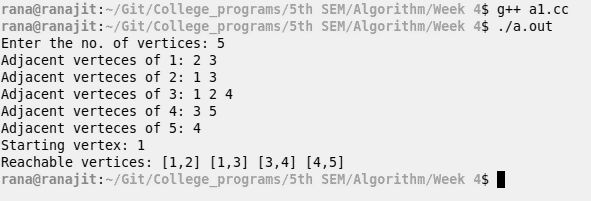 rana@ranajit:~/Git/College_programs/5th SEM/Algorithm/Week 4$ g++ a1.cc
rana@ranajit:~/Git/College_programs/5th SEM/Algorithm/Week 4$ ./a.out
Enter the no. of vertices: 5
Adjacent verteces of 1: 2 3
Adjacent verteces of 2: 1 3
Adjacent verteces of 3: 1 2 4
Adjacent verteces of 4: 3 5
Adjacent verteces of 5: 4
Starting vertex: 1
Reachable vertices: [1,2] [1,3] [3,4] [4,5]
rana@ranajit:~/Git/College_programs/5th SEM/Algorithm/Week 4$